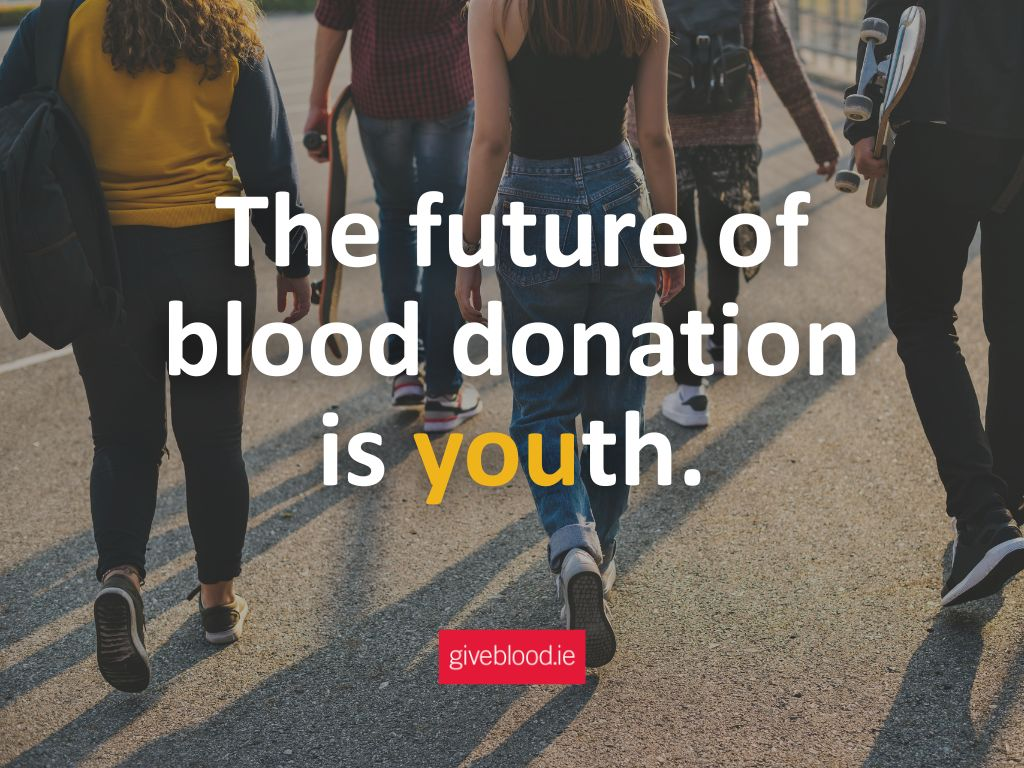 The future of
blood donation
is youth.
giveblood.ie